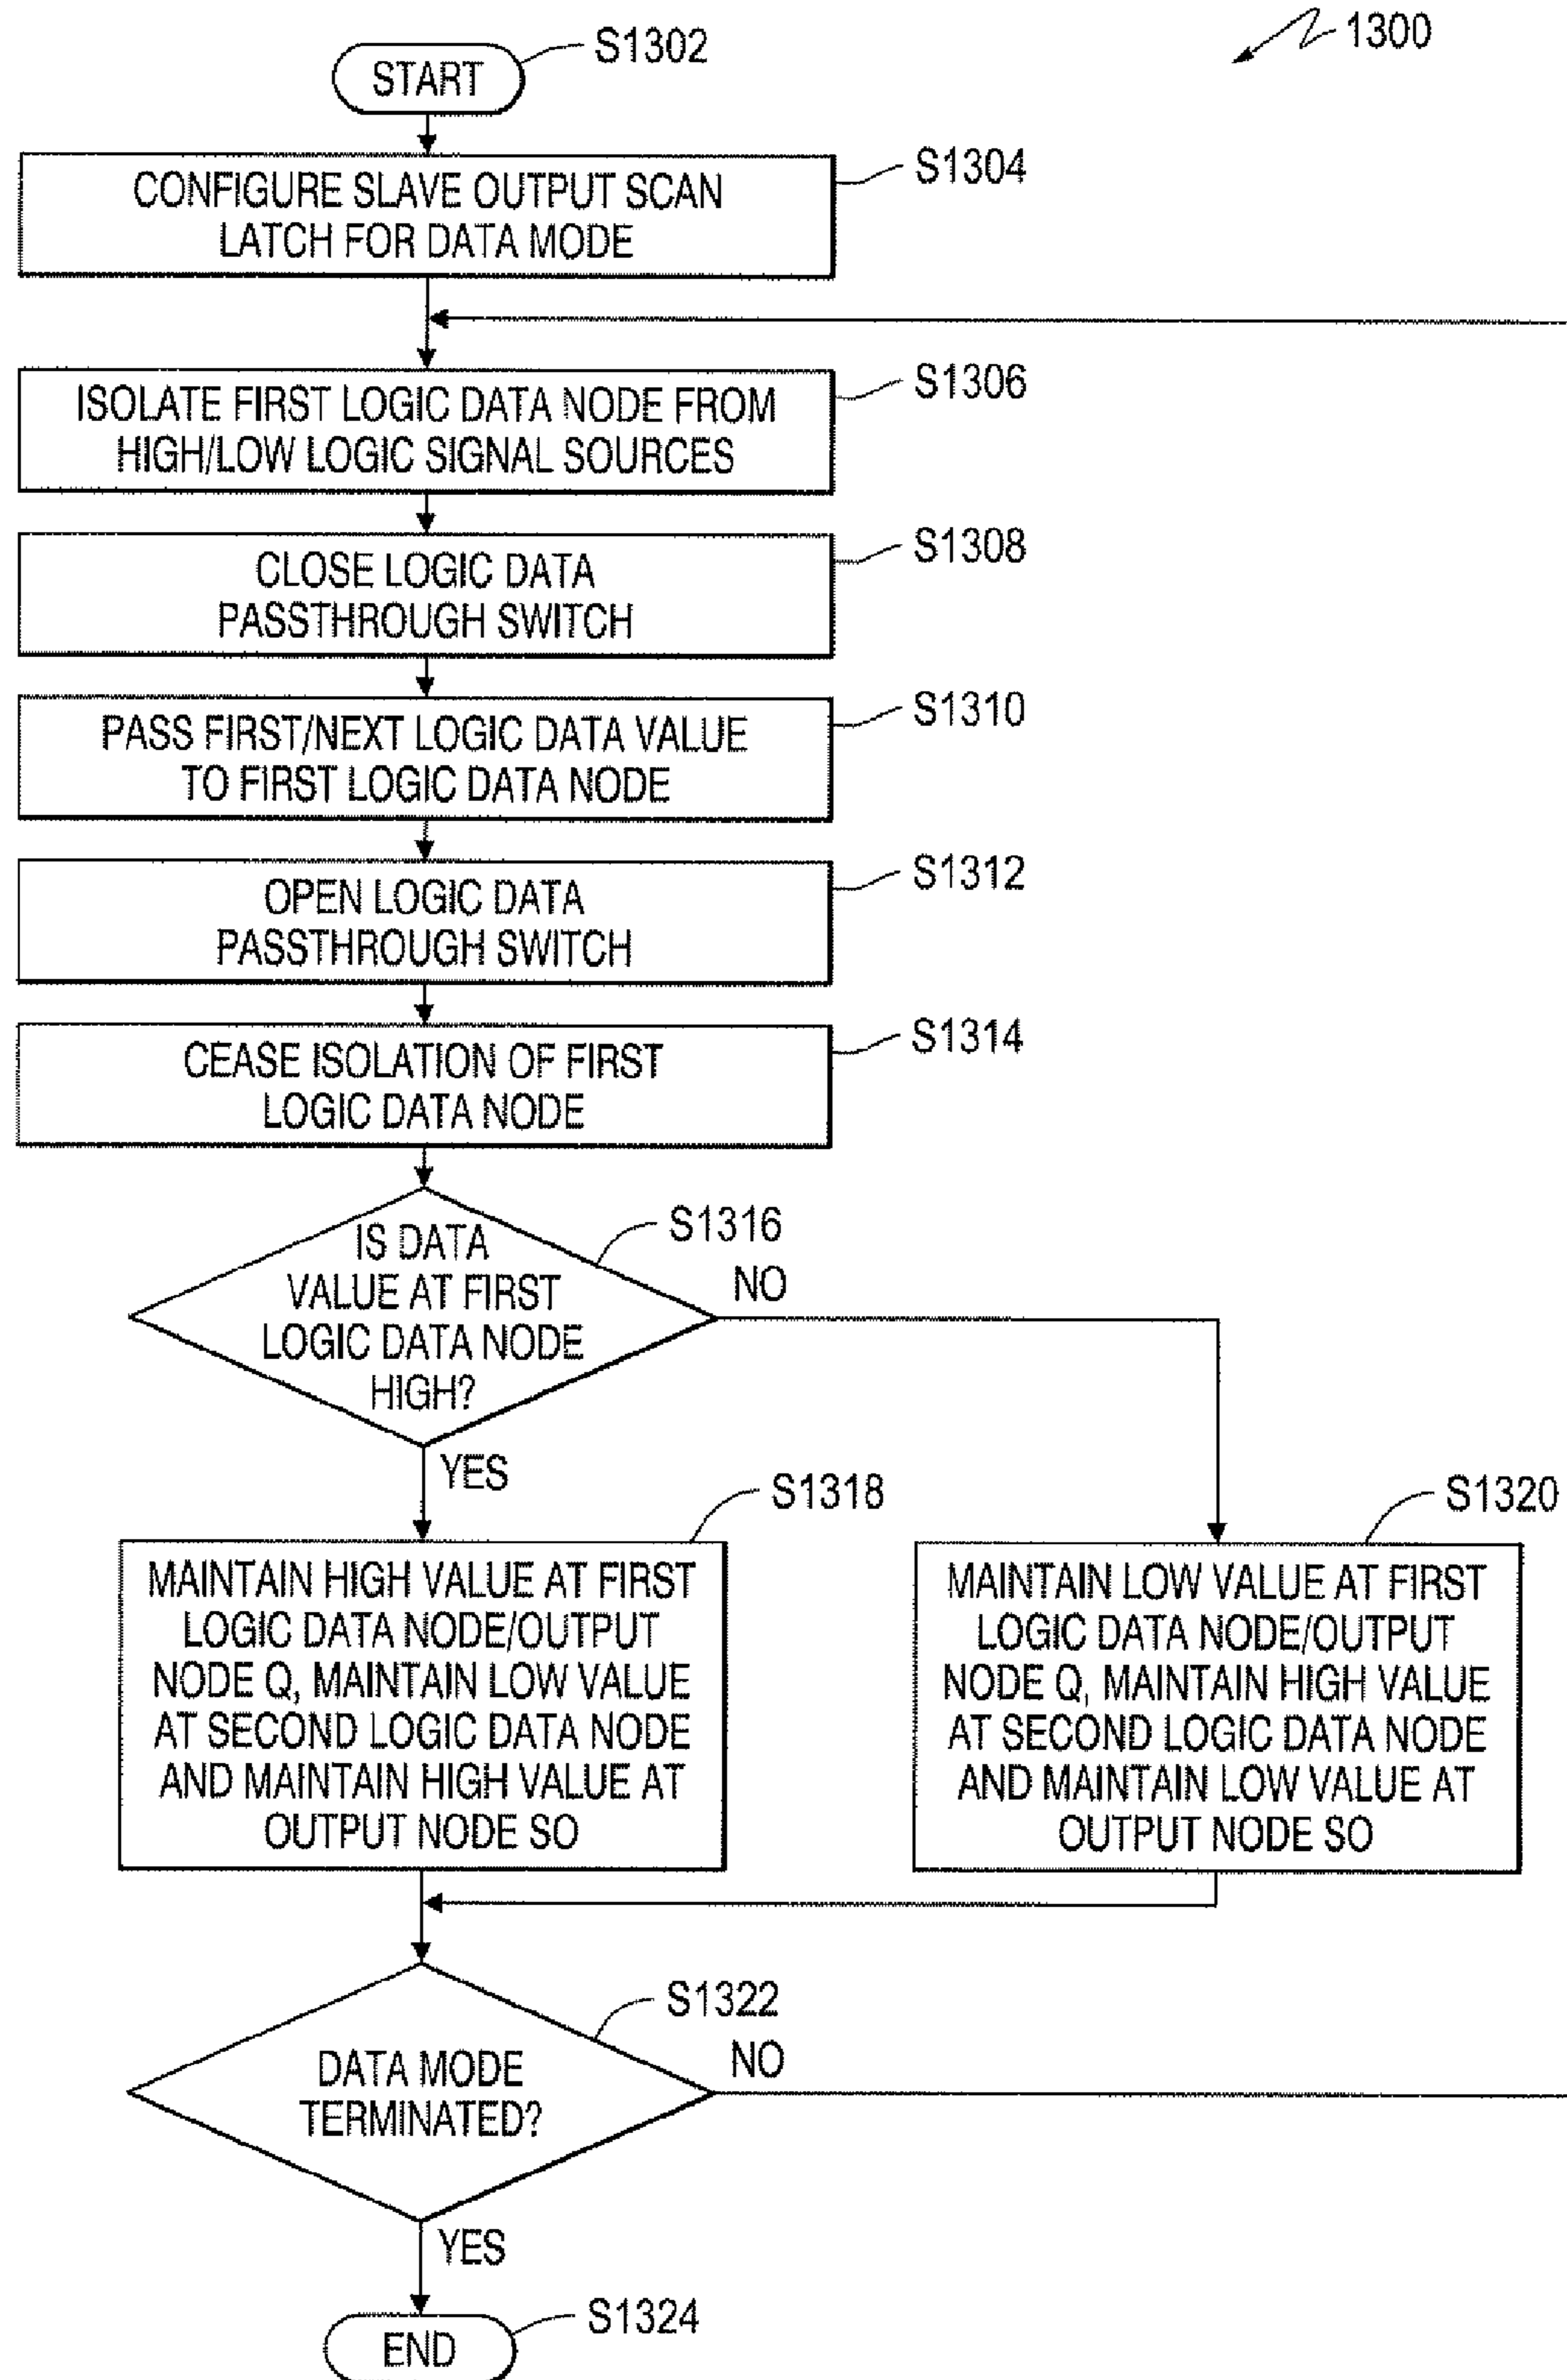 1300
START
S1302
CONFIGURE SLAVE OUTPUT SCAN
LATCH FOR DATA MODE
S1304
ISOLATE FIRST LOGIC DATA NODE FROM
HIGH/LOW LOGIC SIGNAL SOURCES
S1306
CLOSE LOGIC DATA
PASSTHROUGH SWITCH
S1308
PASS FIRST/NEXT LOGIC DATA VALUE
TO FIRST LOGIC DATA NODE
S1310
OPEN LOGIC DATA
PASSTHROUGH SWITCH
S1312
CEASE ISOLATION OF FIRST
LOGIC DATA NODE
S1314
IS DATA
VALUE AT FIRST
LOGIC DATA NODE
HIGH?
S1316
NO
YES
S1318
MAINTAIN HIGH VALUE AT FIRST
LOGIC DATA NODE/OUTPUT
NODE Q, MAINTAIN LOW VALUE
AT SECOND LOGIC DATA NODE
AND MAINTAIN HIGH VALUE AT
OUTPUT NODE SO
S1320
MAINTAIN LOW VALUE AT FIRST
LOGIC DATA NODE/OUTPUT
NODE Q, MAINTAIN HIGH VALUE
AT SECOND LOGIC DATA NODE
AND MAINTAIN LOW VALUE AT
OUTPUT NODE SO
S1322
DATA MODE
TERMINATED?
NO
YES
END
S1324